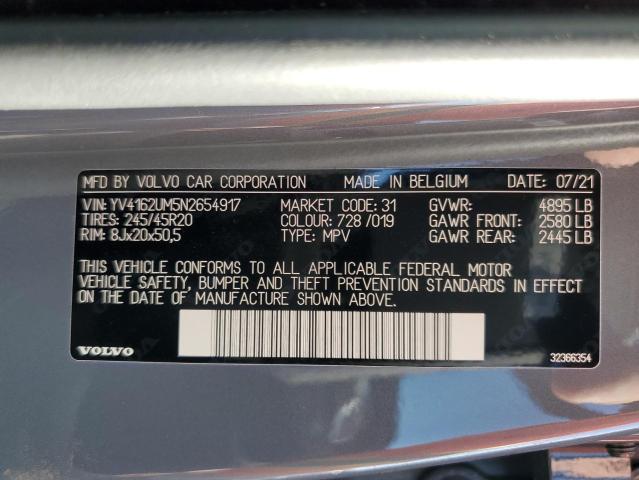 MFD BY VOLVO CAR CORPORATION MADE IN BELGIUM DATE: 07/21
VIN: YV4162UM5N2654917 MARKET CODE: 31 GVWR: 4895 LB
TIRES: 245/45R20 COLOUR: 728 /019 GAWR FRONT: 2580 LB
RIM: 8Jx20x50,5 TYPE: MPV GAWR REAR: 2445 LB
THIS VEHICLE CONFORMS TO ALL APPLICABLE FEDERAL MOTOR
VEHICLE SAFETY, BUMPER AND THEFT PREVENTION STANDARDS IN EFFECT
ON THE DATE OF MANUFACTURE SHOWN ABOVE.
VOLVO 32366354